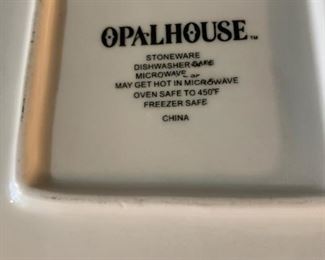 OPALHOUSE™
STONEWARE
DISHWASHER SAFE
MICROWAVE
MAY GET HOT IN MICROWAVE
OVEN SAFE TO 450°F
FREEZER SAFE
CHINA